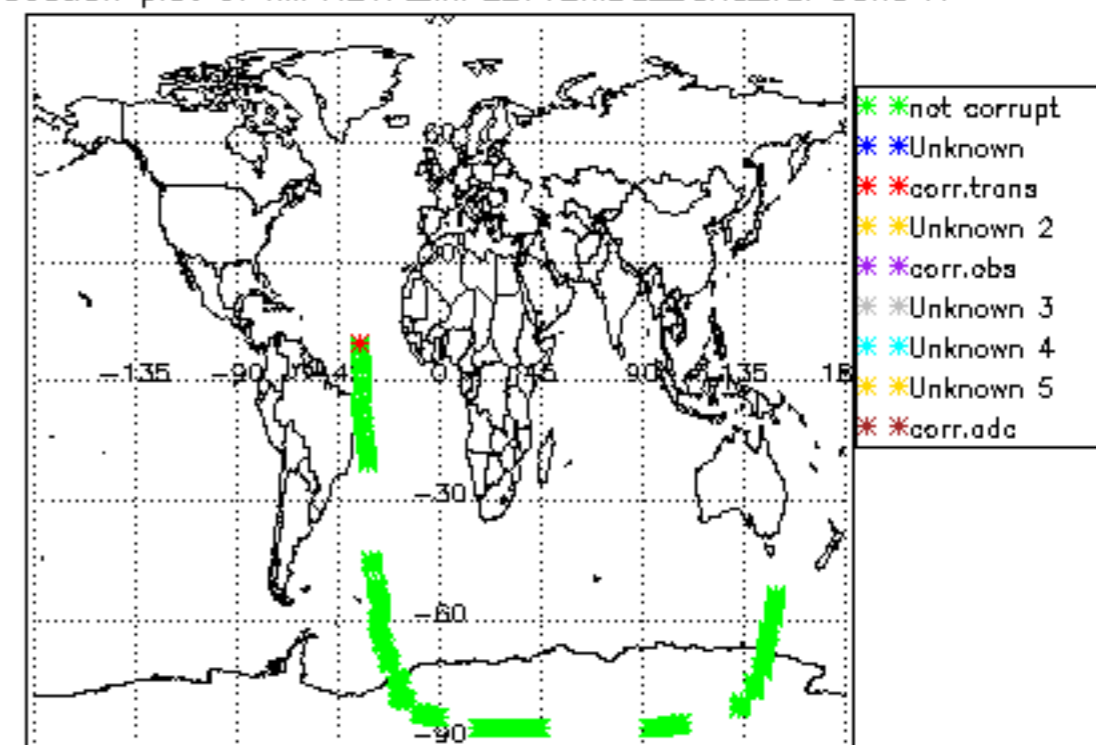 60
-135 -90 0 45 90 135
-30
-60
-90
not corrupt
Unknown
corr.trans
Unknown 2
corr.obs
Unknown 3
Unknown 4
Unknown 5
corr.adc